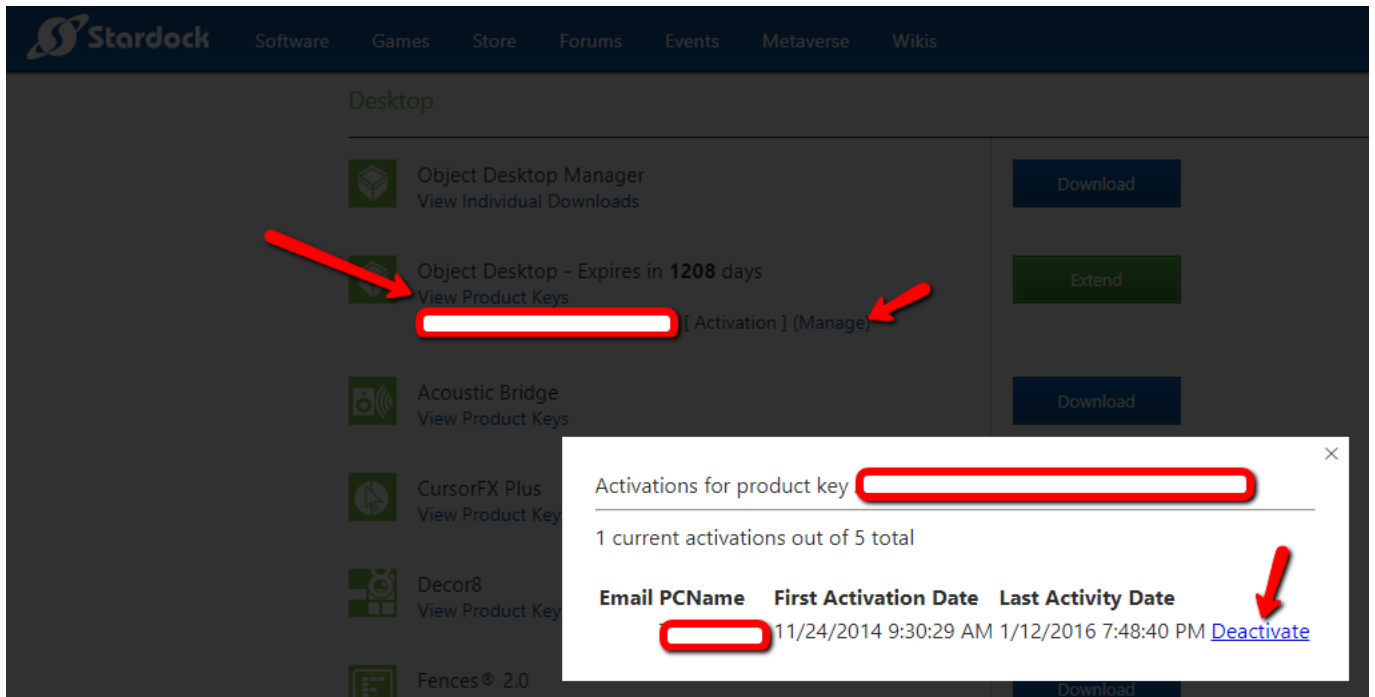 Stardock Software Games Store Forums Events Metaverse Wikis
Desktop
Object Desktop Manager
View Individual Downloads
Download
Object Desktop - Expires in 1208 days
View Product Keys
Extend
[ Activation ] (Manage)
Acoustic Bridge
View Product Keys
Download
CursorFX Plus
View Product Key
Decor8
View Product Key
Fences® 2.0
Download
×
Activations for product key
1 current activations out of 5 total
Email PCName First Activation Date Last Activity Date
11/24/2014 9:30:29 AM 1/12/2016 7:48:40 PM Deactivate